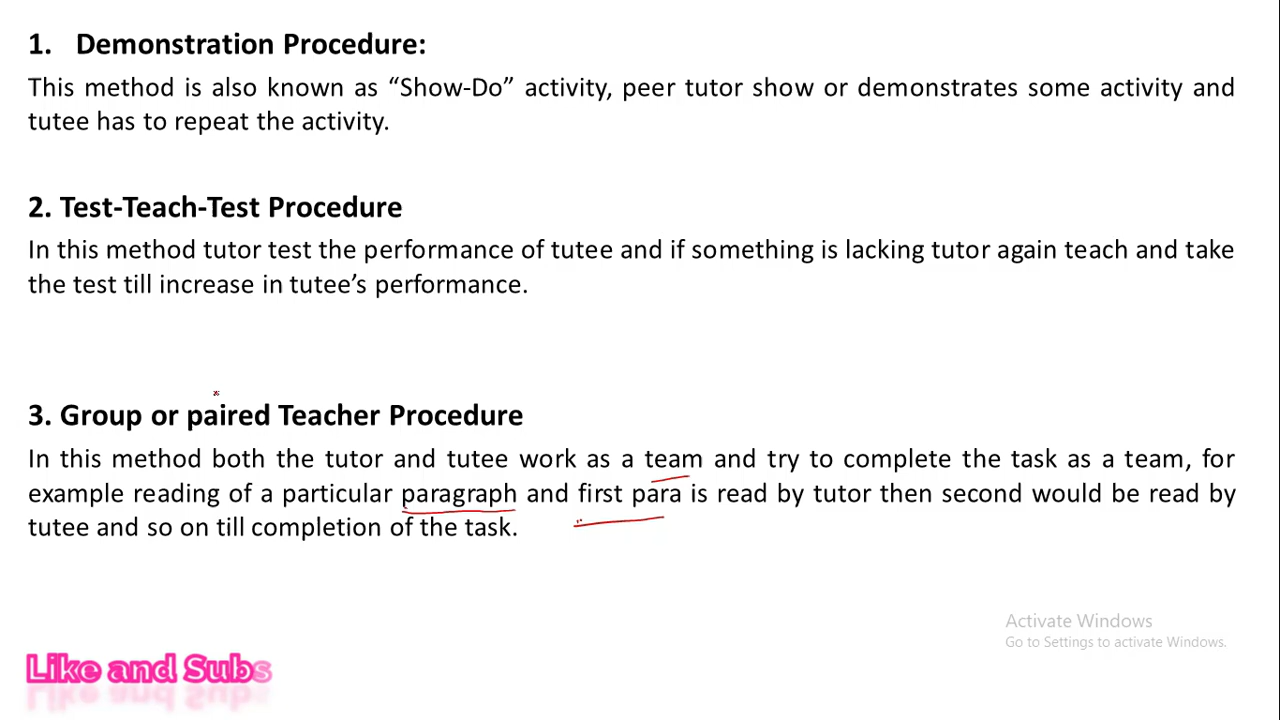 1. Demonstration Procedure:
This method is also known as “Show-Do” activity, peer tutor show or demonstrates some activity and
tutee has to repeat the activity.
2. Test-Teach-Test Procedure
In this method tutor test the performance of tutee and if something is lacking tutor again teach and take
the test till increase in tutee’s performance.
3. Group or paired Teacher Procedure
In this method both the tutor and tutee work as a team and try to complete the task as a team, for
example reading of a particular paragraph and first para is read by tutor then second would be read by
tutee and so on till completion of the task.
Activate Windows
Go to Settings to activate Windows.
Like and Subs